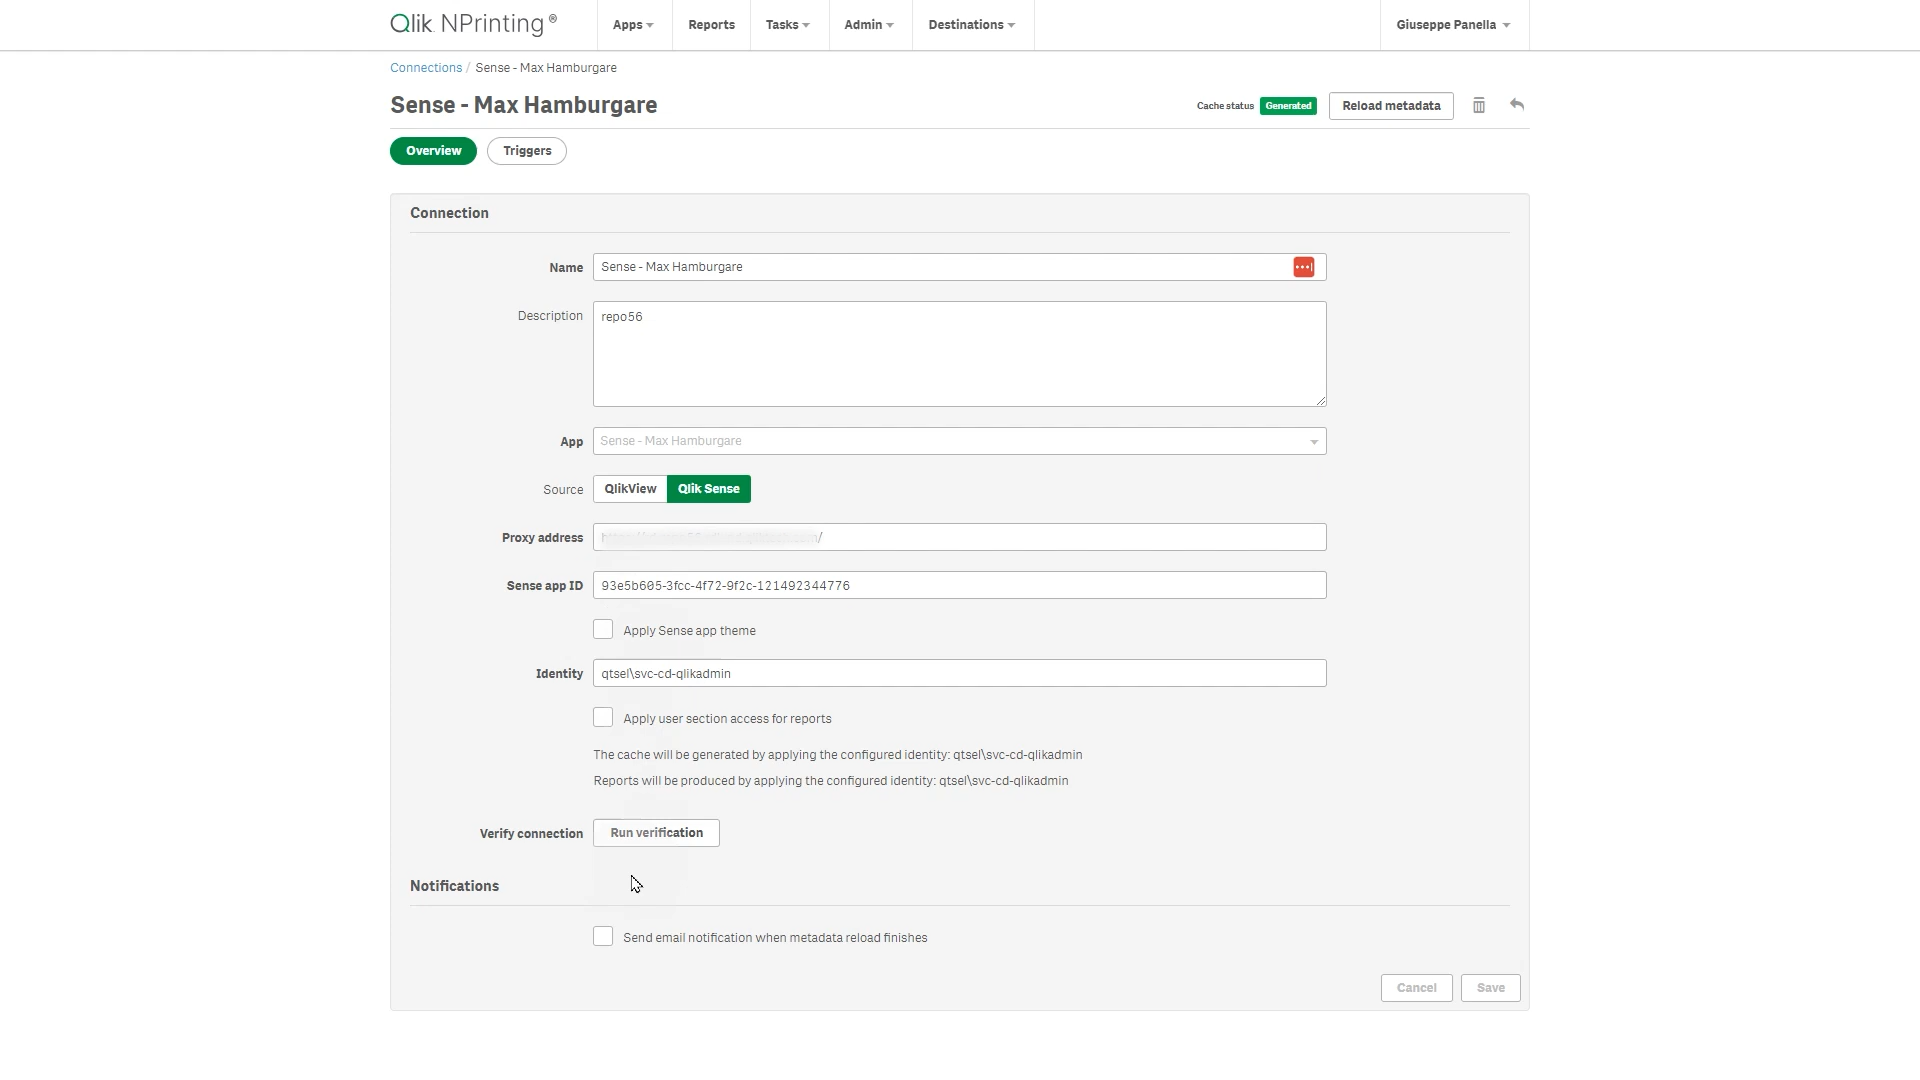 Qlik NPrinting ® Apps Reports Tasks Admin Destinations Giuseppe Panella
Connections / Sense - Max Hamburgare
Sense - Max Hamburgare Cache status Generated Reload metadata
Overview Triggers
Connection
Name Sense - Max Hamburgare
Description repo56
App Sense - Max Hamburgare
Source QlikView Qlik Sense
Proxy address /
Sense app ID 93e5b605-3fcc-4f72-9f2c-121492344776
Apply Sense app theme
Identity qtsel\svc-cd-qlikadmin
Apply user section access for reports
The cache will be generated by applying the configured identity: qtsel\svc-cd-qlikadmin
Reports will be produced by applying the configured identity: qtsel\svc-cd-qlikadmin
Verify connection Run verification
Notifications
Send email notification when metadata reload finishes
Cancel Save